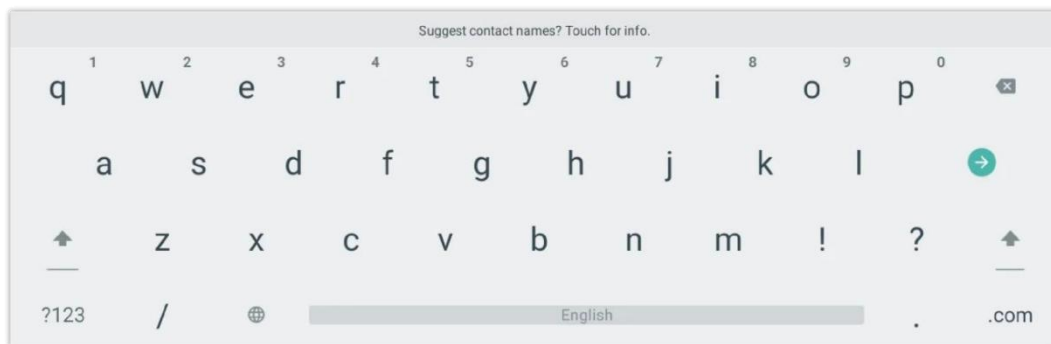 Suggest contact names? Touch for info.
1 2 3 4 5 6 7 8 9 0
q w e r t y u i o p
a s d f g h j k l
z x c v b n m ! ?
?123 / English . .com